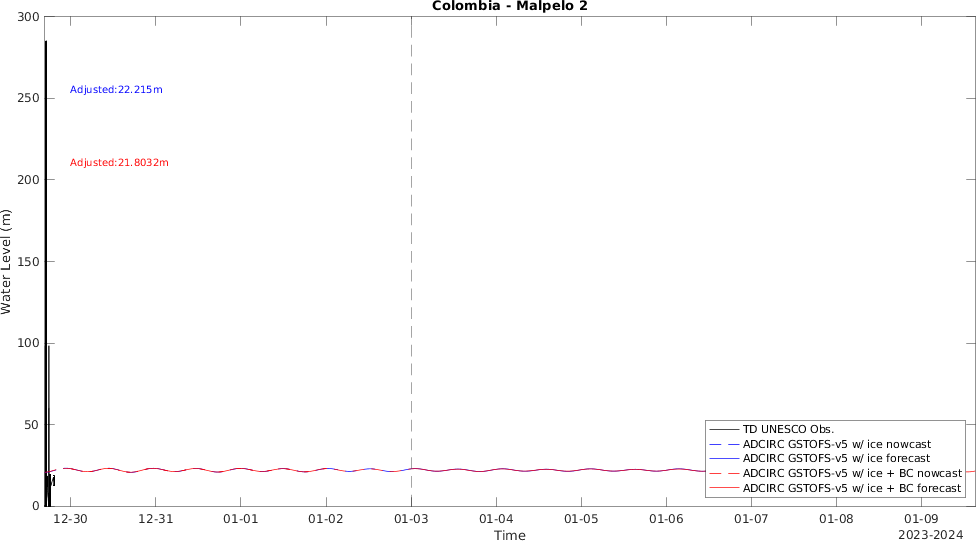 Colombia - Malpelo 2
300
250
200
150
100
50
0
Water Level (m)
Adjusted:22.215m
Adjusted:21.8032m
TD UNESCO Obs.
ADCIRC GSTOFS-v5 w/ ice nowcast
ADCIRC GSTOFS-v5 w/ ice forecast
ADCIRC GSTOFS-v5 w/ ice + BC nowcast
ADCIRC GSTOFS-v5 w/ ice + BC forecast
12-30 12-31 01-01 01-02 01-03 01-04 01-05 01-06 01-07 01-08 01-09
Time
2023-2024